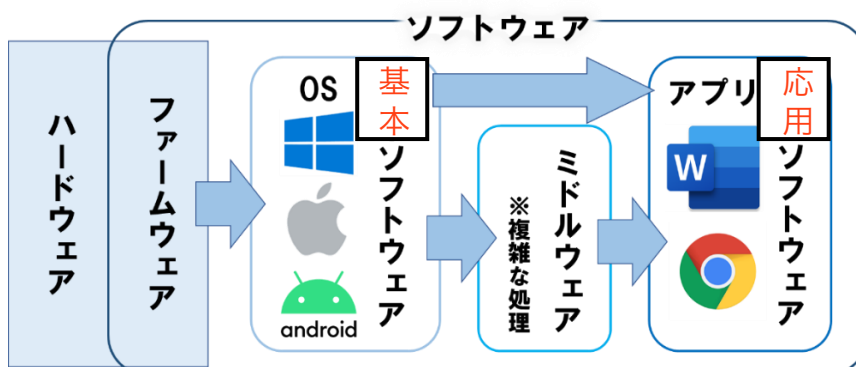 ソフトウェア
ハードウェア
ファームウェア
OS
基本
ソフトウェア
android
ミドルウェア
※複雑な処理
アプリ
応用
ソフトウェア
W